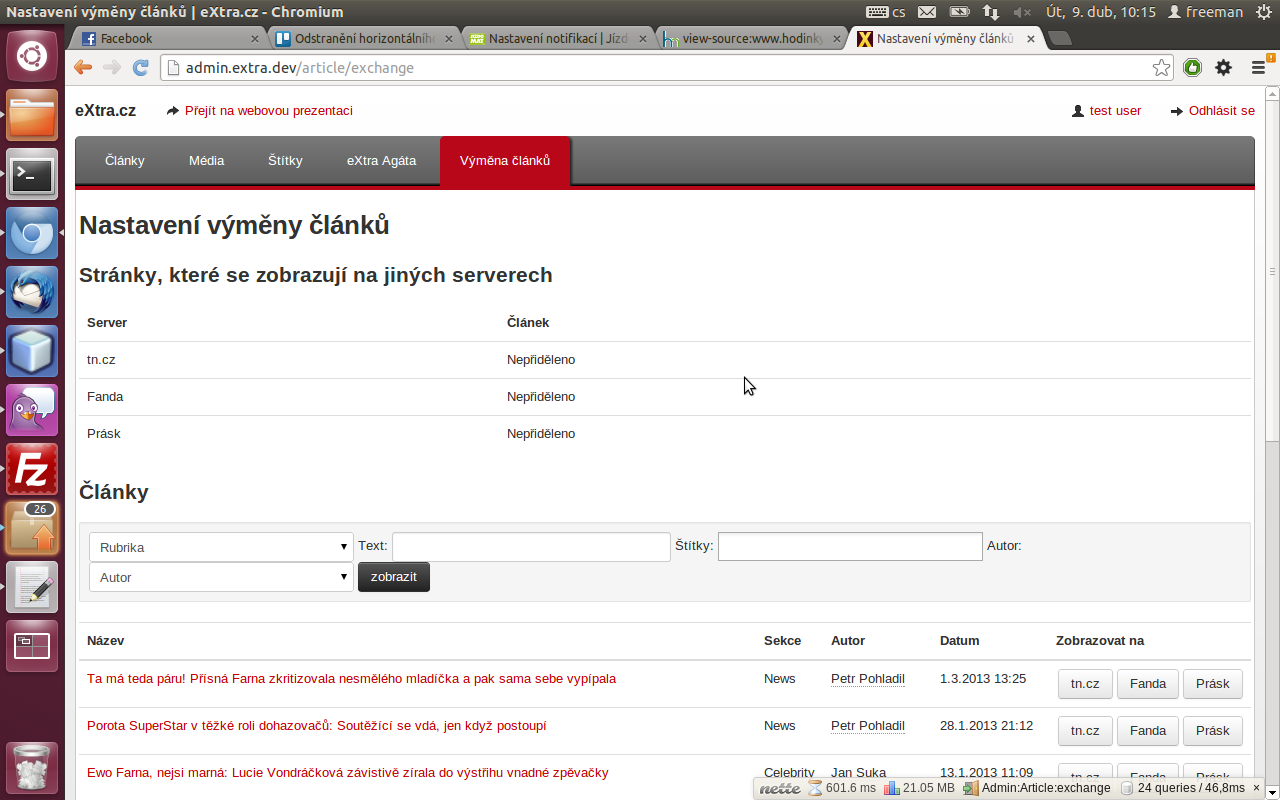 Nastavení výměny článků | eXtra.cz - Chromium cs Út, 9. dub, 10:15 freeman
Facebook × Odstranění horizontálníh × Nastavení notifikací | Jízd × view-source:www.hodinky × Nastavení výměny článků ×
admin.extra.dev/article/exchange
eXtra.cz Přejít na webovou prezentaci test user Odhlásit se
Články Média Štítky eXtra Agáta Výměna článků
Nastavení výměny článků
Stránky, které se zobrazují na jiných serverech
Server Článek
tn.cz Nepřiděleno
Fanda Nepřiděleno
Prásk Nepřiděleno
Články
Rubrika Text: Štítky: Autor:
Autor zobrazit
Název Sekce Autor Datum Zobrazovat na
Ta má teda páru! Přísná Farna zkritizovala nesmělého mladíčka a pak sama sebe vypípala News Petr Pohladil 1.3.2013 13:25 tn.cz Fanda Prásk
Porota SuperStar v těžké roli dohazovačů: Soutěžící se vdá, jen když postoupí News Petr Pohladil 28.1.2013 21:12 tn.cz Fanda Prásk
Ewo Farna, nejsi marná: Lucie Vondráčková závistivě zírala do výstřihu vnadné zpěvačky Celebrity Jan Suka 13.1.2013 11:09 tn.cz Fanda Prásk
nette 601.6 ms 21.05 MB Admin:Article:exchange 24 queries / 46,8ms ×
26
Fz